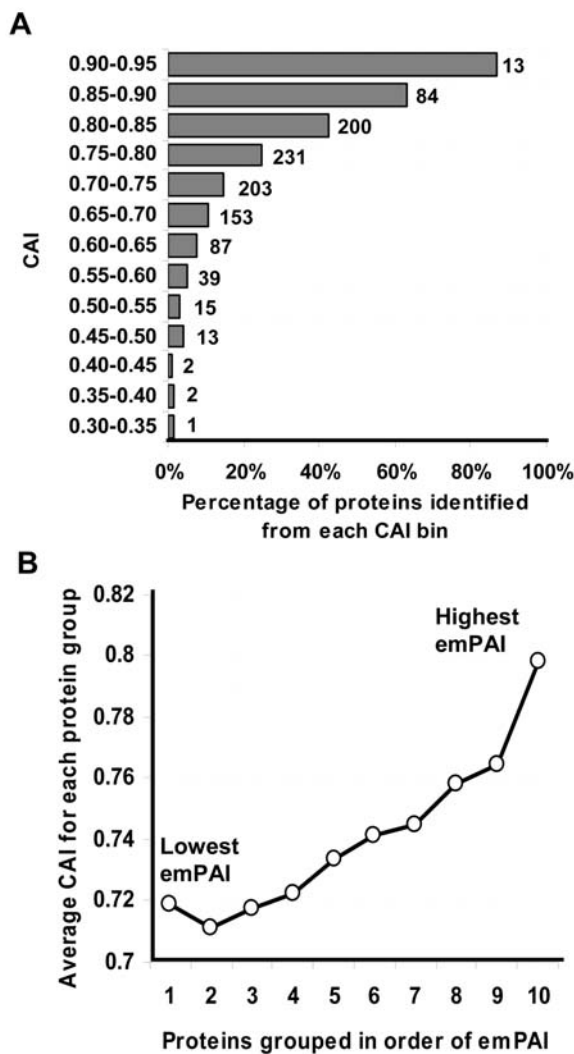 A
CAI
0.90-0.95 13
0.85-0.90 84
0.80-0.85 200
0.75-0.80 231
0.70-0.75 203
0.65-0.70 153
0.60-0.65 87
0.55-0.60 39
0.50-0.55 15
0.45-0.50 13
0.40-0.45 2
0.35-0.40 2
0.30-0.35 1
0% 20% 40% 60% 80% 100%
Percentage of proteins identified
from each CAI bin
B
Average CAI for each protein group
0.82
0.8
0.78
0.76
0.74
0.72
0.7
Highest
emPAI
Lowest
emPAI
1 2 3 4 5 6 7 8 9 10
Proteins grouped in order of emPAI